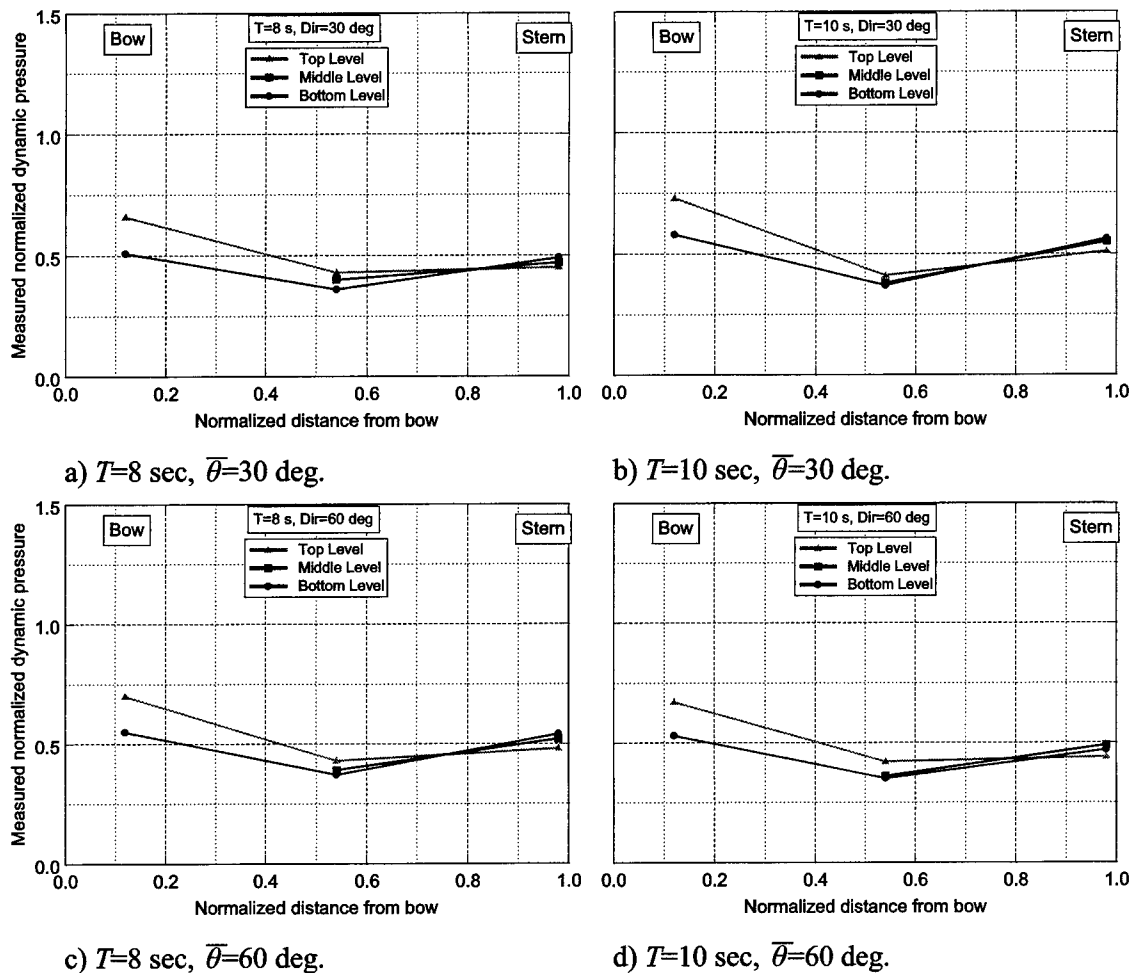 1.5
1.0
0.5
0.0
Measured normalized dynamic pressure
Bow
T=8 s, Dir=30 deg
Top Level
Middle Level
Bottom Level
Stern
0.0 0.2 0.4 0.6 0.8 1.0
Normalized distance from bow
a) T=8 sec, θ̅=30 deg.
Bow
T=10 s, Dir=30 deg
Top Level
Middle Level
Bottom Level
Stern
0.0 0.2 0.4 0.6 0.8 1.0
Normalized distance from bow
b) T=10 sec, θ̅=30 deg.
1.5
1.0
0.5
0.0
Measured normalized dynamic pressure
Bow
T=8 s, Dir=60 deg
Top Level
Middle Level
Bottom Level
Stern
0.0 0.2 0.4 0.6 0.8 1.0
Normalized distance from bow
c) T=8 sec, θ̅=60 deg.
Bow
T=10 s, Dir=60 deg
Top Level
Middle Level
Bottom Level
Stern
0.0 0.2 0.4 0.6 0.8 1.0
Normalized distance from bow
d) T=10 sec, θ̅=60 deg.